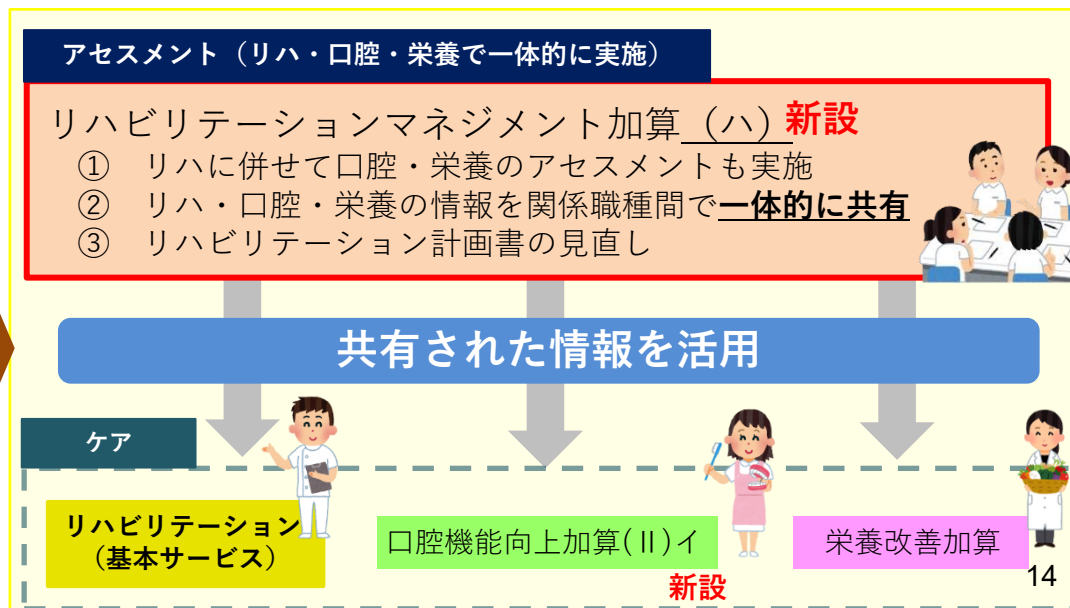 アセスメント（リハ・口腔・栄養で一体的に実施）
リハビリテーションマネジメント加算（ハ）新設
① リハに併せて口腔・栄養のアセスメントも実施
② リハ・口腔・栄養の情報を関係職種間で一体的に共有
③ リハビリテーション計画書の見直し
共有された情報を活用
ケア
リハビリテーション
（基本サービス）
口腔機能向上加算(Ⅱ)イ
新設
栄養改善加算
14